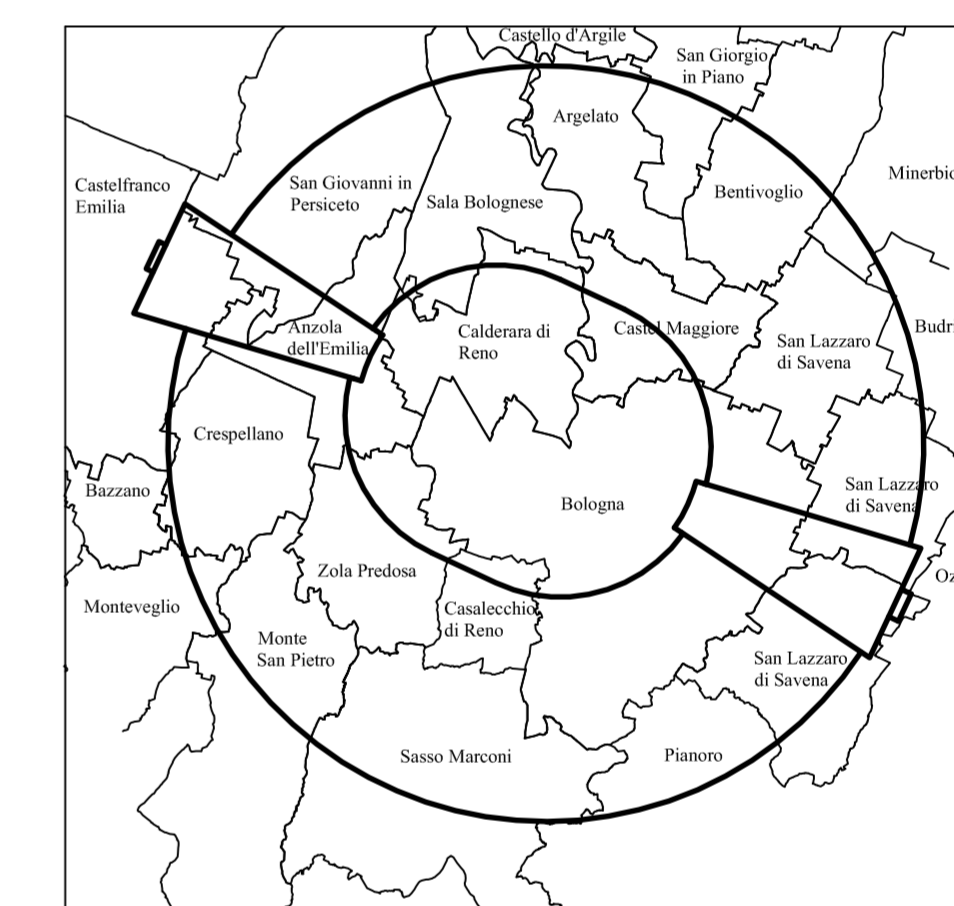 Castello d'Argile
San Giorgio
in Piano
Argelato
Minerbio
Castelfranco
Emilia
San Giovanni in
Persiceto
Sala Bolognese
Bentivoglio
Anzola
dell'Emilia
Calderara di
Reno
Castel Maggiore
San Lazzaro
di Savena
Crespellano
Bazzano
Bologna
San Lazzaro
di Savena
Zola Predosa
Monteveglio
Casalecchio
di Reno
Monte
San Pietro
San Lazzaro
di Savena
Sasso Marconi
Pianoro